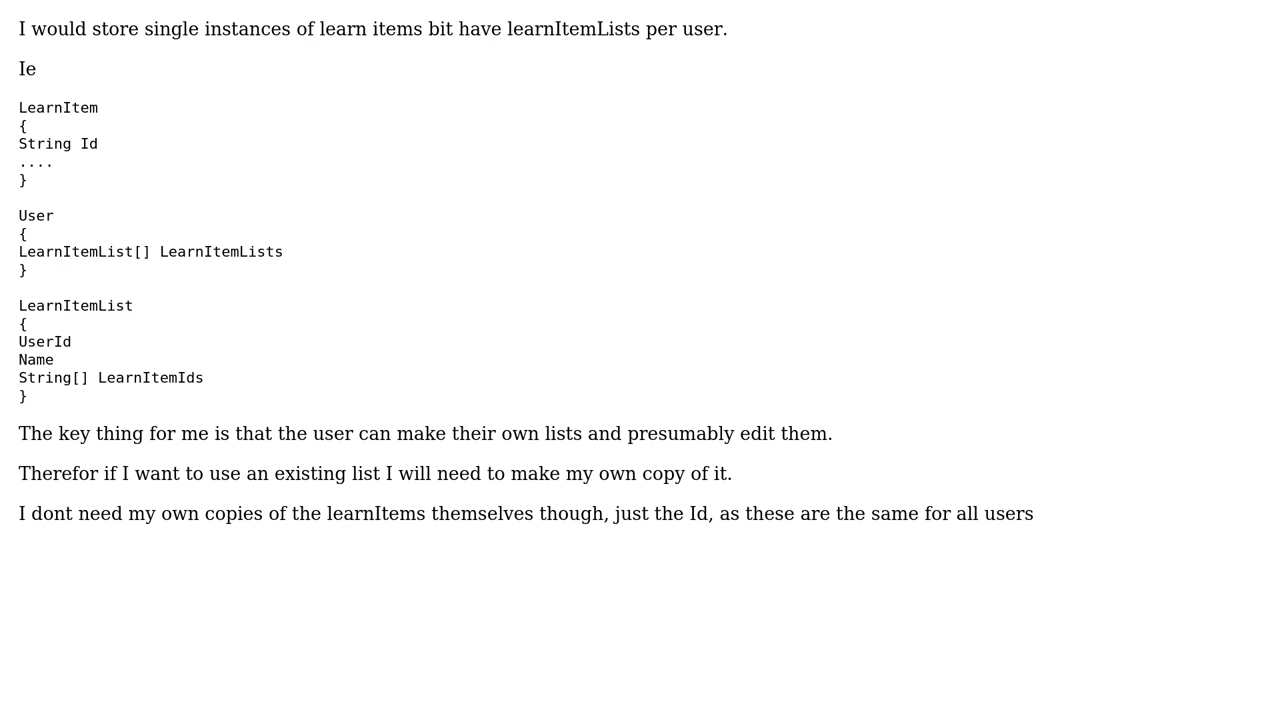 I would store single instances of learn items bit have learnItemLists per user.
Ie
LearnItem
{
String Id
....
}
User
{
LearnItemList[] LearnItemLists
}
LearnItemList
{
UserId
Name
String[] LearnItemIds
}
The key thing for me is that the user can make their own lists and presumably edit them.
Therefor if I want to use an existing list I will need to make my own copy of it.
I dont need my own copies of the learnItems themselves though, just the Id, as these are the same for all users